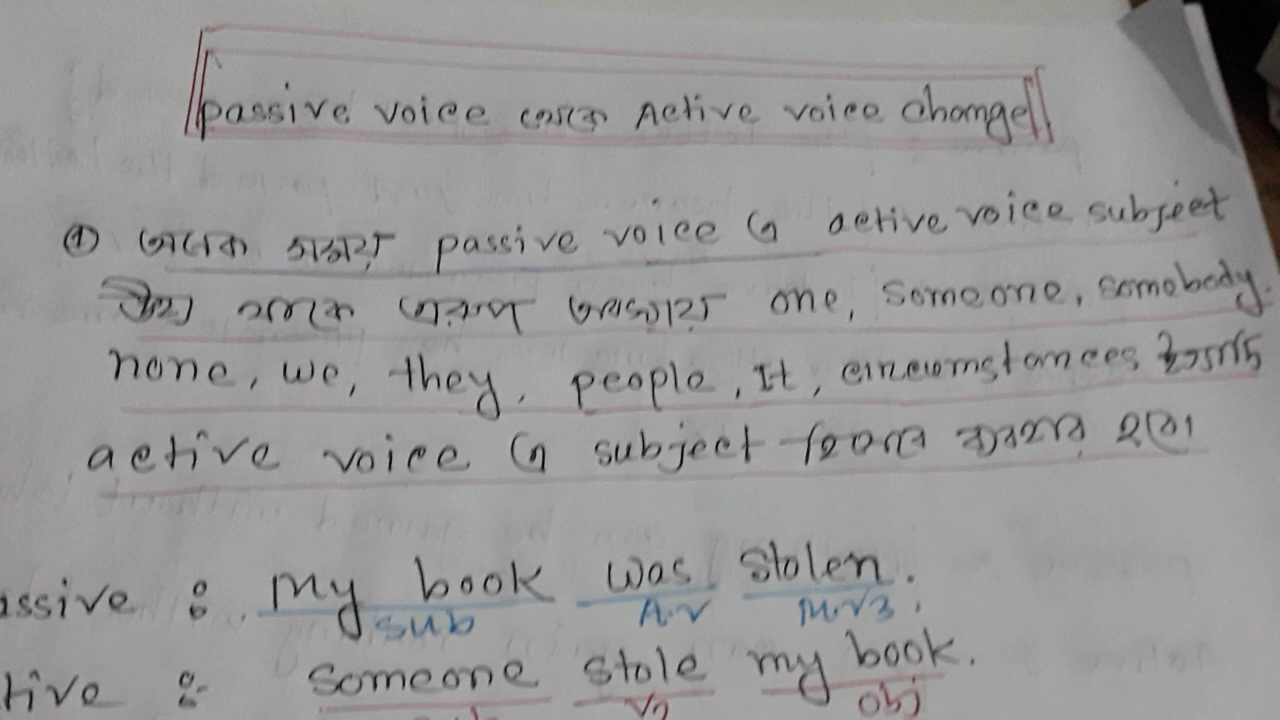 passive voice থেকে Active voice change
① অনেক সময় passive voice এ active voice subject
উহ্য থাকে সেরূপ অবস্থায় one, someone, somebody.
none, we, they, people, It, circumstances ইত্যাদি
active voice এ subject হিসাবে ব্যবহার হয়।
assive : My book was stolen.
sub A.v M.v3.
tive :- Someone stole my book.
obj